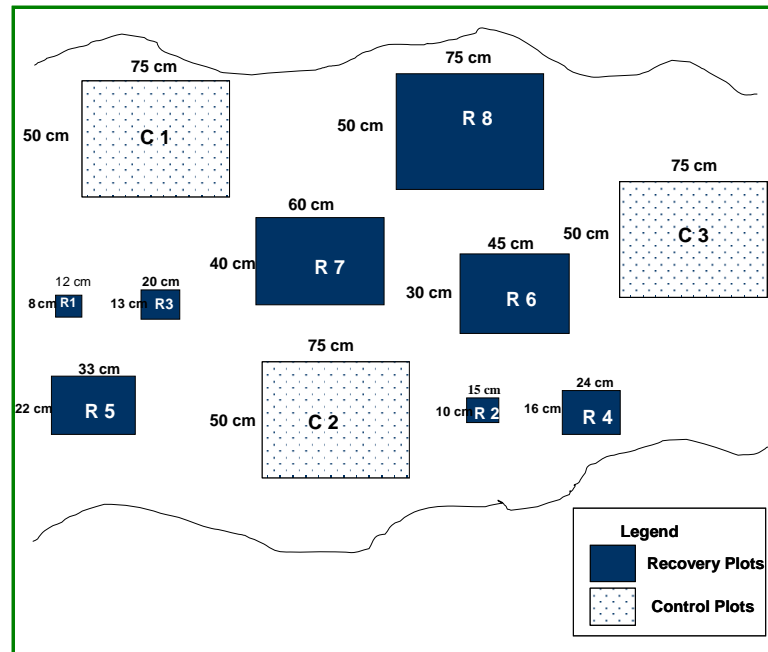 75 cm
50 cm
C 1
75 cm
50 cm
R 8
75 cm
50 cm
C 3
60 cm
40 cm
R 7
45 cm
30 cm
R 6
12 cm
8 cm
R1
20 cm
13 cm
R3
75 cm
50 cm
C 2
33 cm
22 cm
R 5
15 cm
10 cm
R 2
24 cm
16 cm
R 4
Legend
Recovery Plots
Control Plots